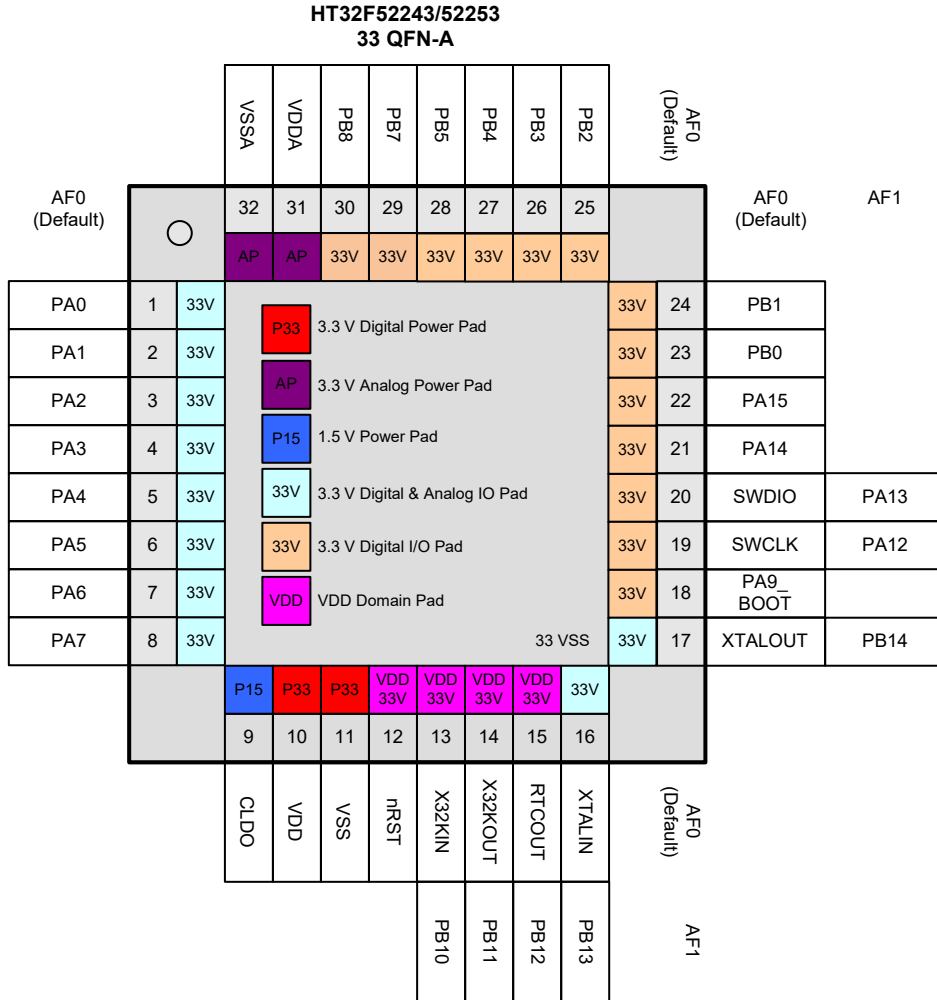 HT32F52243/52253
33 QFN-A
VSSA VDDA PB8 PB7 PB5 PB4 PB3 PB2 AF0 (Default)
AF0
(Default)
32 31 30 29 28 27 26 25
AF0
(Default)
AF1
AP AP 33V 33V 33V 33V 33V 33V
PA0 1 33V 33V 24 PB1
P33 3.3 V Digital Power Pad
PA1 2 33V 33V 23 PB0
AP 3.3 V Analog Power Pad
PA2 3 33V 33V 22 PA15
P15 1.5 V Power Pad
PA3 4 33V 33V 21 PA14
PA4 5 33V 33V 3.3 V Digital & Analog IO Pad 33V 20 SWDIO PA13
PA5 6 33V 33V 3.3 V Digital I/O Pad 33V 19 SWCLK PA12
PA6 7 33V VDD VDD Domain Pad 33V 18 PA9_
BOOT
PA7 8 33V 33 VSS 33V 17 XTALOUT PB14
P15 P33 P33 VDD 33V VDD 33V VDD 33V VDD 33V 33V
9 10 11 12 13 14 15 16
CLDO VDD VSS nRST X32KIN X32KOUT RTCOUT XTALIN AF0 (Default)
PB10 PB11 PB12 PB13 AF1